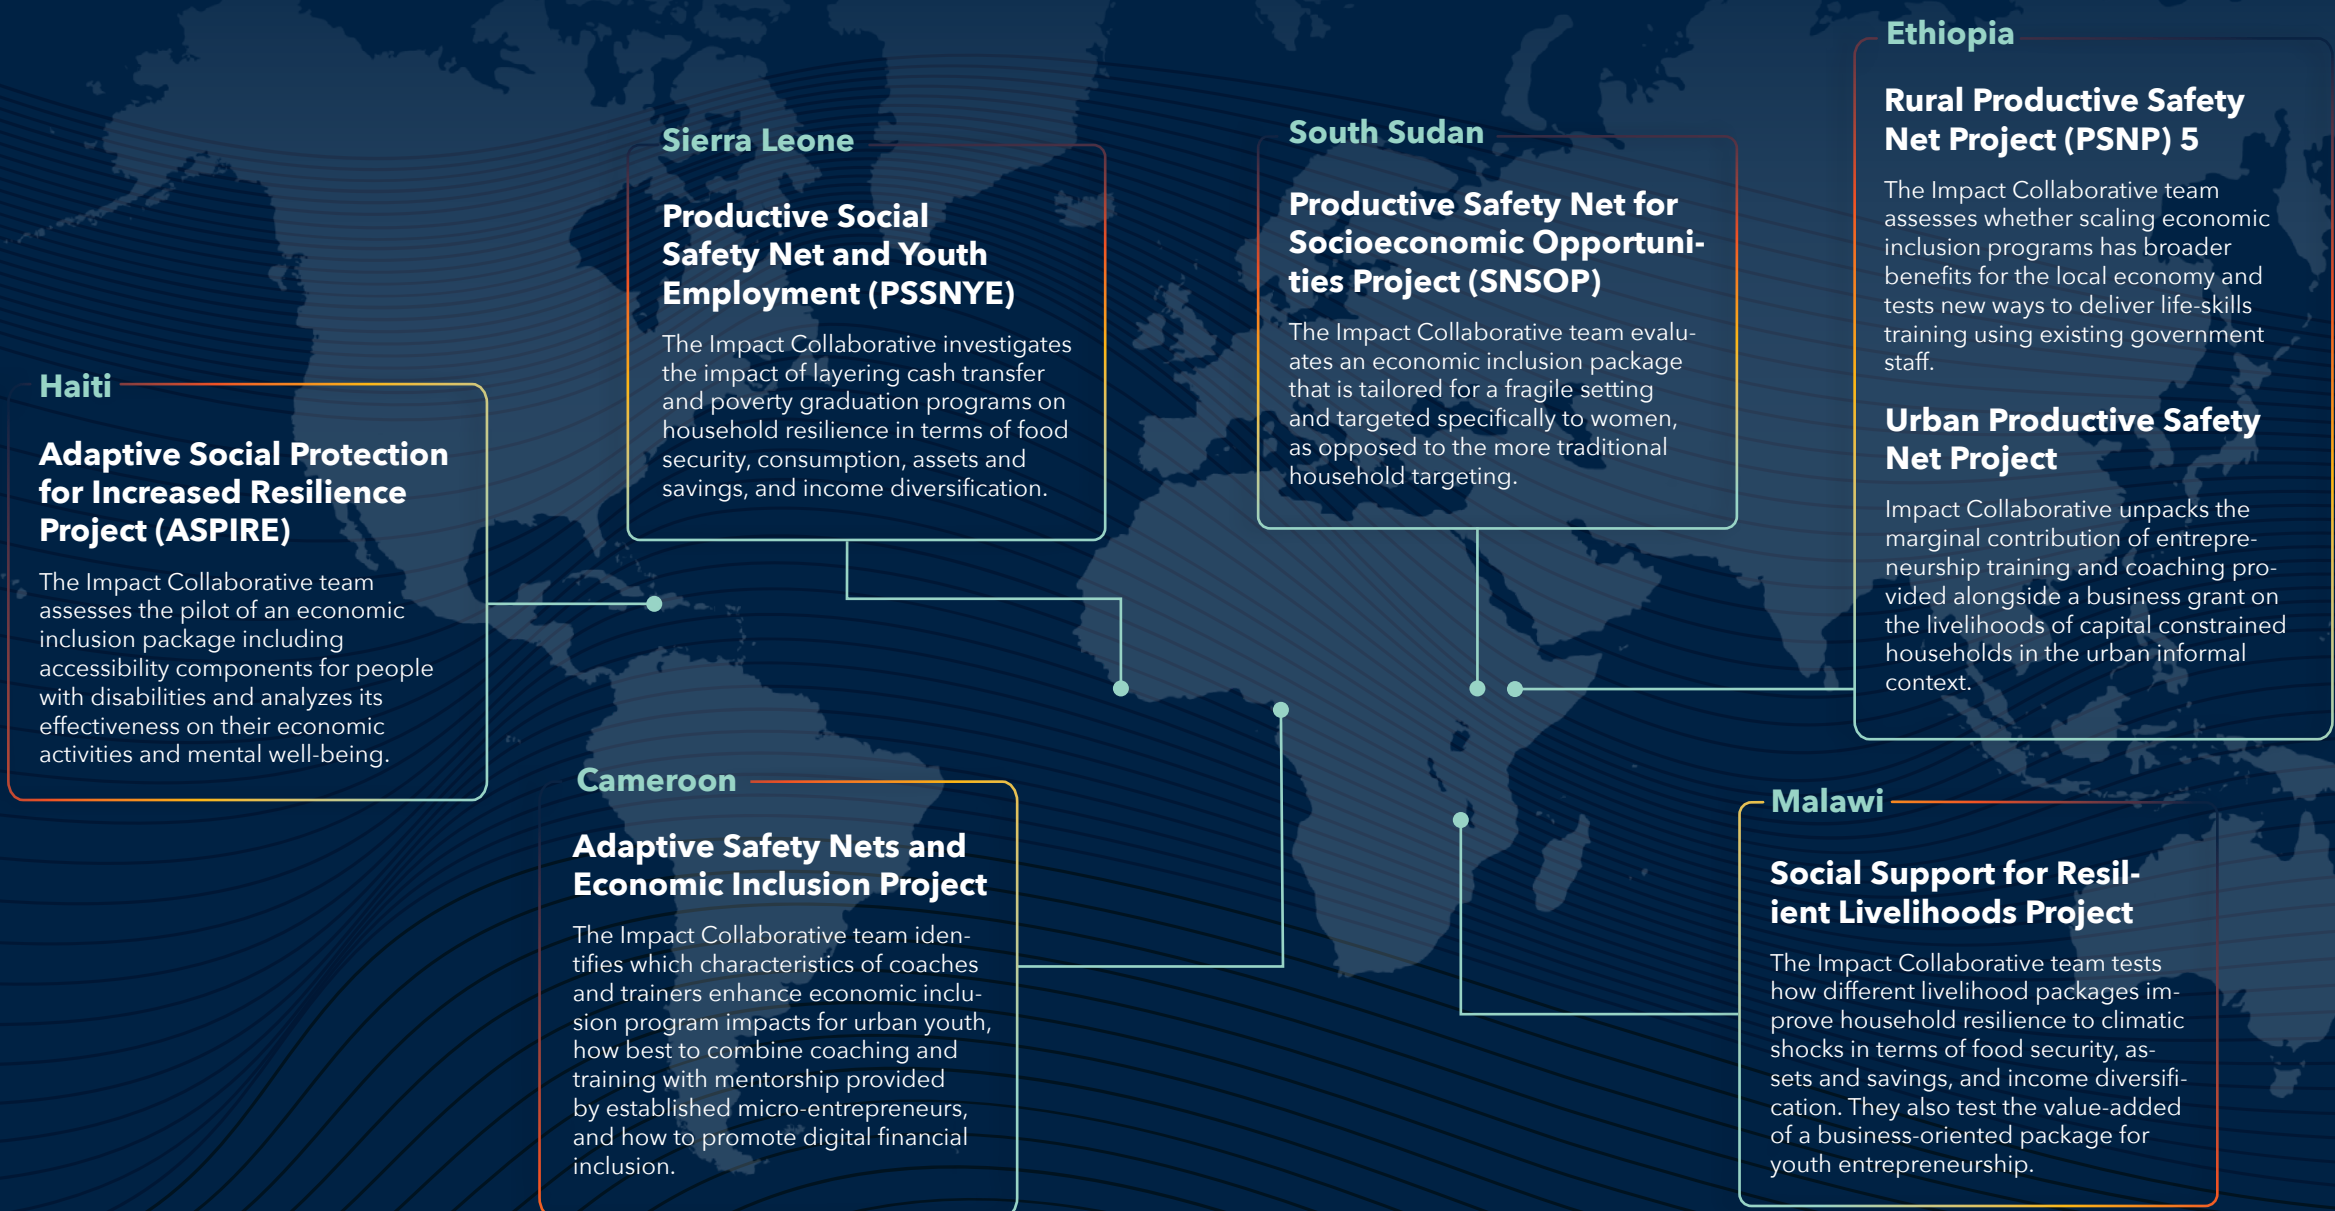 Haiti
Adaptive Social Protection
for Increased Resilience
Project (ASPIRE)
The Impact Collaborative team
assesses the pilot of an economic
inclusion package including
accessibility components for people
with disabilities and analyzes its
effectiveness on their economic
activities and mental well-being.
Sierra Leone
Productive Social
Safety Net and Youth
Employment (PSSNYE)
The Impact Collaborative investigates
the impact of layering cash transfer
and poverty graduation programs on
household resilience in terms of food
security, consumption, assets and
savings, and income diversification.
Cameroon
Adaptive Safety Nets and
Economic Inclusion Project
The Impact Collaborative team iden-
tifies which characteristics of coaches
and trainers enhance economic inclu-
sion program impacts for urban youth,
how best to combine coaching and
training with mentorship provided
by established micro-entrepreneurs,
and how to promote digital financial
inclusion.
South Sudan
Productive Safety Net for
Socioeconomic Opportuni-
ties Project (SNSOP)
The Impact Collaborative team evalu-
ates an economic inclusion package
that is tailored for a fragile setting
and targeted specifically to women,
as opposed to the more traditional
household targeting.
Ethiopia
Rural Productive Safety
Net Project (PSNP) 5
The Impact Collaborative team
assesses whether scaling economic
inclusion programs has broader
benefits for the local economy and
tests new ways to deliver life-skills
training using existing government
staff.
Urban Productive Safety
Net Project
Impact Collaborative unpacks the
marginal contribution of entrepre-
neurship training and coaching pro-
vided alongside a business grant on
the livelihoods of capital constrained
households in the urban informal
context.
Malawi
Social Support for Resil-
ient Livelihoods Project
The Impact Collaborative team tests
how different livelihood packages im-
prove household resilience to climatic
shocks in terms of food security, as-
sets and savings, and income diversifi-
cation. They also test the value-added
of a business-oriented package for
youth entrepreneurship.